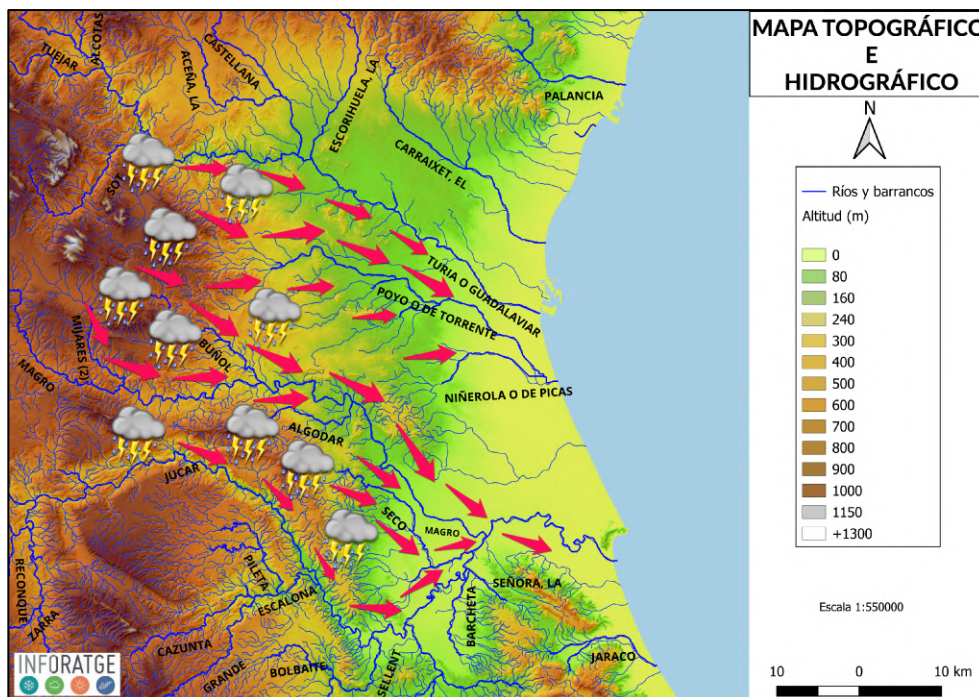 MAPA TOPOGRÁFICO
E
HIDROGRÁFICO
N
Ríos y barrancos
Altitud (m)
0
80
160
240
300
400
500
600
700
800
900
1000
1150
+1300
Escala 1:550000
10 0 10 km
TUEJAR
ALCOTAS
ACEÑA, LA
CASTELLANA
ESCORIHUELA, LA
PALANCIA
CARRAIXET, EL
SOT
TURIA O GUADALAVIAR
POYO O DE TORRENTE
MIJARES (2)
BUÑOL
MAGRO
NIÑEROLA O DE PICAS
ALGODAR
JUCAR
SECO
MAGRO
SEÑORA, LA
RECONQUE
ZARRA
PILETA
ESCALONA
BARCHETA
CAZUNTA
GRANDE
BOLBAITE
SELLENT
JARACO
INFORATGE